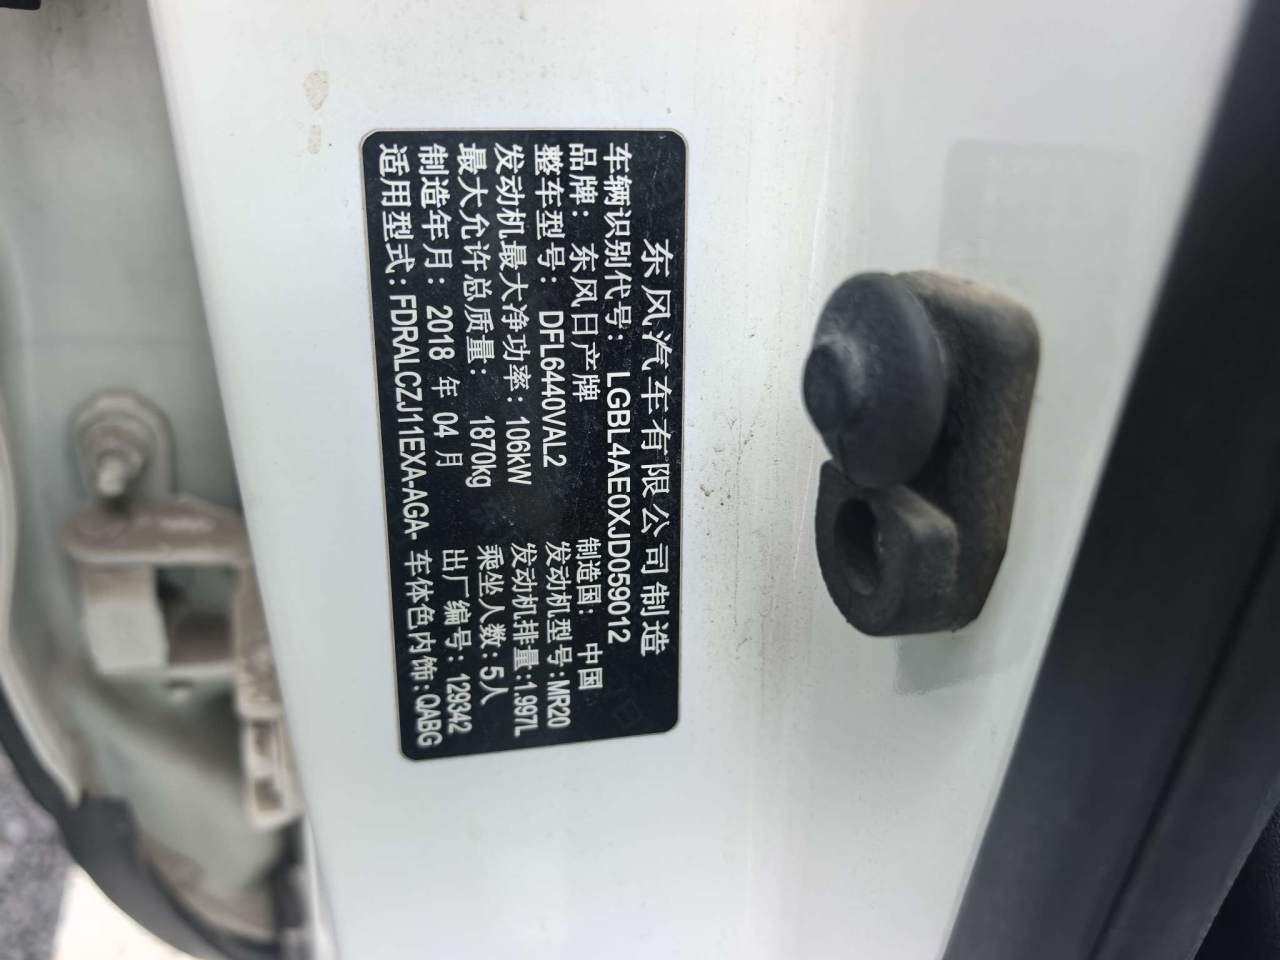 东风汽车有限公司制造
车辆识别代号: LGBL4AE0XJD059012
品牌: 东风日产牌 制造国: 中国
整车型号: DFL6440VAL2 发动机型号:MR20
发动机最大净功率:106kW 发动机排量:1.997L
最大允许总质量: 1870kg 乘坐人数:5人
制造年月: 2018 年 04 月 出厂编号:129342
适用型式:FDRALCZJ11EXA-AGA- 车体色内饰:QABG